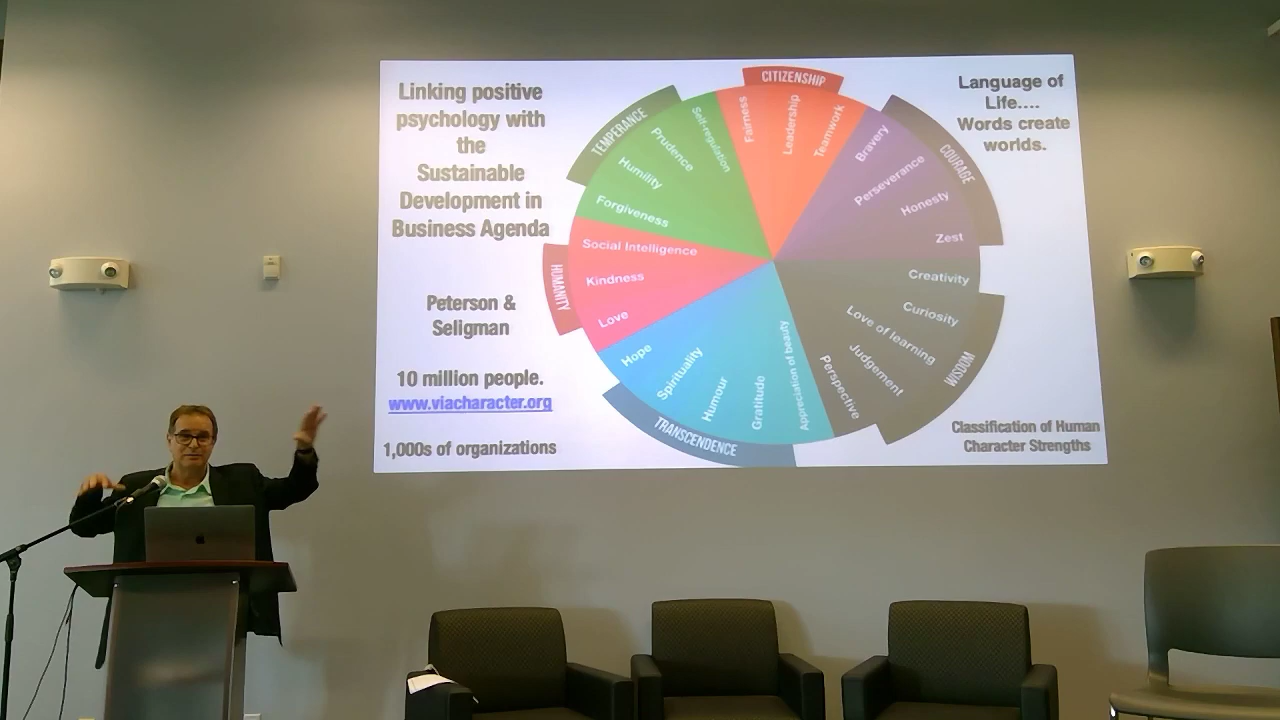 Linking positive
psychology with
the
Sustainable
Development in
Business Agenda
Peterson &
Seligman
10 million people.
www.viacharacter.org
1,000s of organizations
CITIZENSHIP
Fairness
Leadership
Teamwork
COURAGE
Bravery
Perseverance
Honesty
Zest
Creativity
Curiosity
Love of learning
Judgement
Perspective
WISDOM
Appreciation of beauty
Gratitude
Humour
Spirituality
Hope
TRANSCENDENCE
Love
Kindness
Social Intelligence
HUMANITY
Forgiveness
Humility
Prudence
Self-regulation
TEMPERANCE
Language of
Life....
Words create
worlds.
Classification of Human
Character Strengths